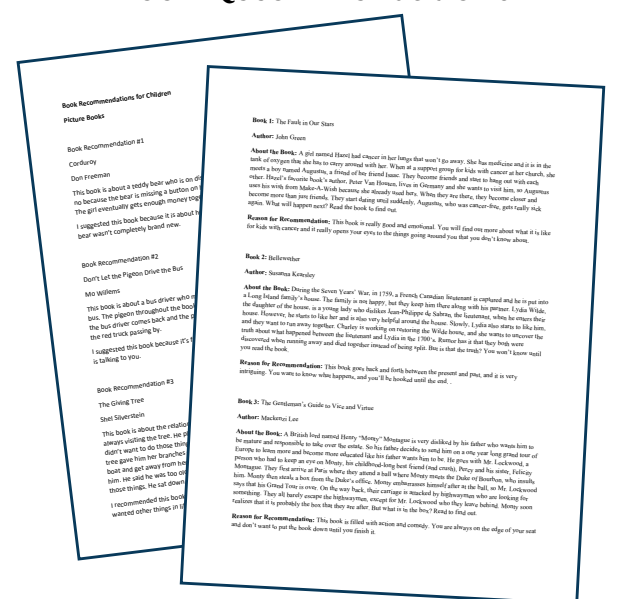 Book Recommendations for Children
Picture Books
Book Recommendation #1
Corduroy
Don Freeman
This book is about a teddy bear who is on dis
no because the bear is missing a button on h
The girl eventually gets enough money toge
I suggested this book because it is about h
bear wasn't completely brand new.
Book Recommendation #2
Don't Let the Pigeon Drive the Bus
Mo Willems
This book is about a bus driver who n
bus. The pigeon throughout the book
the bus driver comes back and the p
the red truck passing by.
I suggested this book because it's f
is talking to you.
Book Recommendation #3
The Giving Tree
Shel Silverstein
This book is about the relation
always visiting the tree. He p
didn't want to do those thing
tree gave him her branches
boat and get away from he
him. He said he was too ol
those things. He sat down
I recommended this book
wanted other things in li
Book 1: The Fault in Our Stars
Author: John Green
About the Book: A girl named Hazel had cancer in her lungs that won't go away. She has medicine and it is in the
tank of oxygen that she has to carry around with her. When at a support group for kids with cancer at her church, she
meets a boy named Augustus, a friend of her friend Isaac. They become friends and start to hang out with each
other. Hazel's favorite book's author, Peter Van Housten, lives in Germany and she wants to visit him, so Augustus
uses his wish from Make-A-Wish because she already used hers. When they are there, they become closer and
become more than just friends. They start dating until suddenly, Augustus, who was cancer-free, gets really sick
again. What will happen next? Read the book to find out.
Reason for Recommendation: This book is really good and emotional. You will find out more about what it is like
for kids with cancer and it really opens your eyes to the things going around you that you don't know about.
Book 2: Bellewether
Author: Susanna Kearsley
About the Book: During the Seven Years' War, in 1759, a French Canadian lieutenant is captured and he is put into
a Long Island family's house. The family is not happy, but they keep him there along with his partner. Lydia Wilde,
the daughter of the house, is a young lady who dislikes Jean-Philippe de Sabran, the lieutenant, when he enters their
house. However, he starts to like her and is also very helpful around the house. Slowly, Lydia also starts to like him,
and they want to run away together. Charley is working on restoring the Wilde house, and she wants to uncover the
truth about what happened between the lieutenant and Lydia in the 1700's. Rumor has it that they both were
discovered when running away and died together instead of being split. But is that the truth? You won't know until
you read the book.
Reason for Recommendation: This book goes back and forth between the present and past, and it is very
intriguing. You want to know what happens, and you'll be hooked until the end. .
Book 3: The Gentleman's Guide to Vice and Virtue
Author: Mackenzi Lee
About the Book: A British lord named Henry "Monty" Montague is very disliked by his father who wants him to
be mature and responsible to take over the estate. So his father decides to send him on a one year long grand tour of
Europe to learn more and become more educated like his father wants him to be. He goes with Mr. Lockwood, a
person who had to keep an eye on Monty, his childhood-long best friend (and crush), Percy and his sister, Felicity
Montague. They first arrive at Paris where they attend a ball where Monty meets the Duke of Bourbon, who insults
him. Monty then steals a box from the Duke's office. Monty embarrasses himself after at the ball, so Mr. Lockwood
says that his Grand Tour is over. On the way back, their carriage is attacked by highwaymen who are looking for
something. They all barely escape the highwaymen, except for Mr. Lockwood who they leave behind. Monty soon
realizes that it is probably the box that they are after. But what is in the box? Read to find out.
Reason for Recommendation: This book is filled with action and comedy. You are always on the edge of your seat
and don't want to put the book down until you finish it.